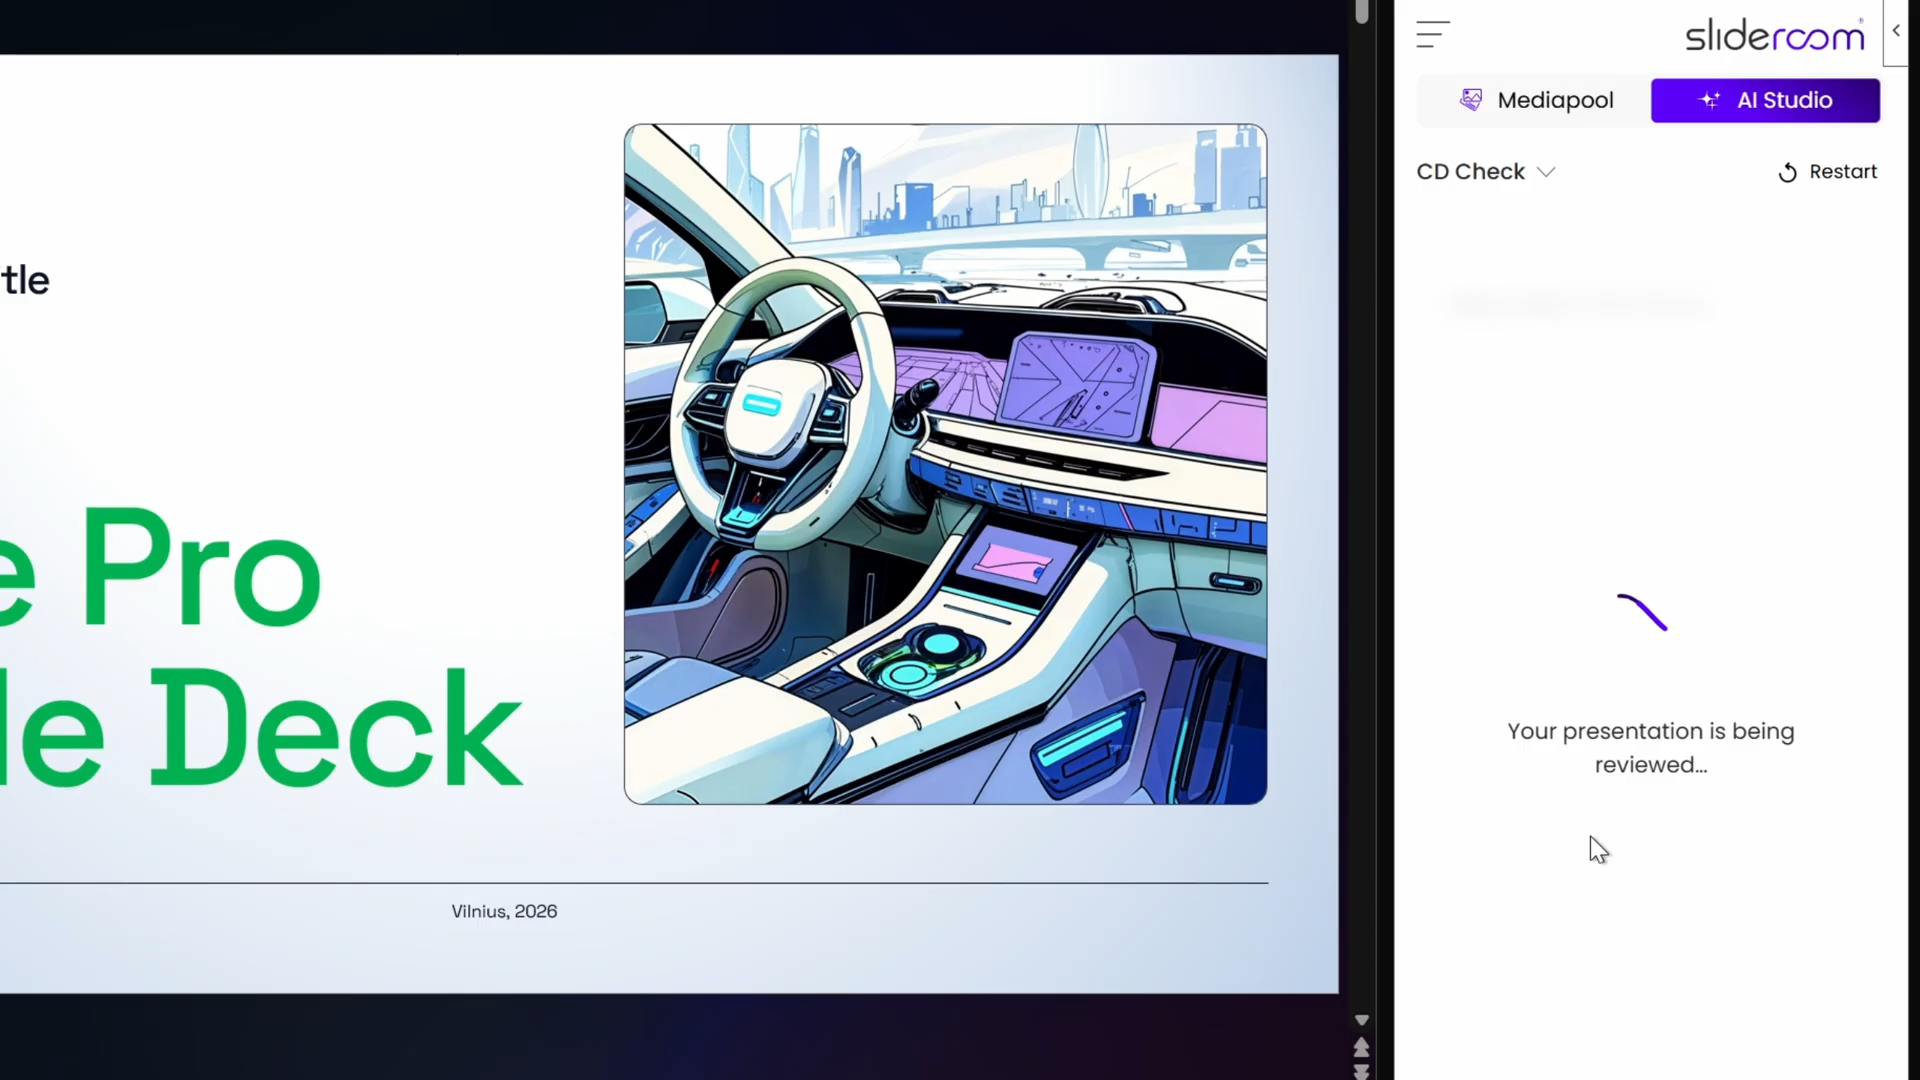 tle
e Pro
le Deck
Vilnius, 2026
slideroom
Mediapool
AI Studio
CD Check
Restart
Your presentation is being
reviewed...